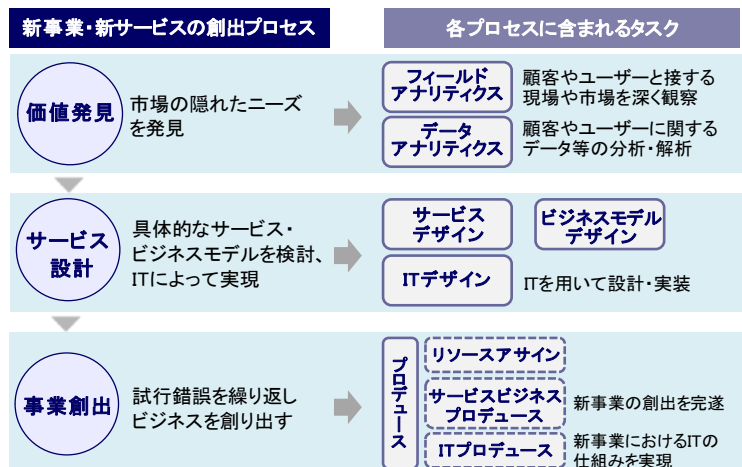 新事業・新サービスの創出プロセス
各プロセスに含まれるタスク
価値発見
市場の隠れたニーズ
を発見
フィールド
アナリティクス
顧客やユーザーと接する
現場や市場を深く観察
データ
アナリティクス
顧客やユーザーに関する
データ等の分析・解析
サービス
設計
具体的なサービス・
ビジネスモデルを検討、
ITによって実現
サービス
デザイン
ビジネスモデル
デザイン
ITデザイン
ITを用いて設計・実装
事業創出
試行錯誤を繰り返し
ビジネスを創り出す
プロデュース
リソースアサイン
サービスビジネス
プロデュース
新事業の創出を完遂
ITプロデュース
新事業におけるITの
仕組みを実現